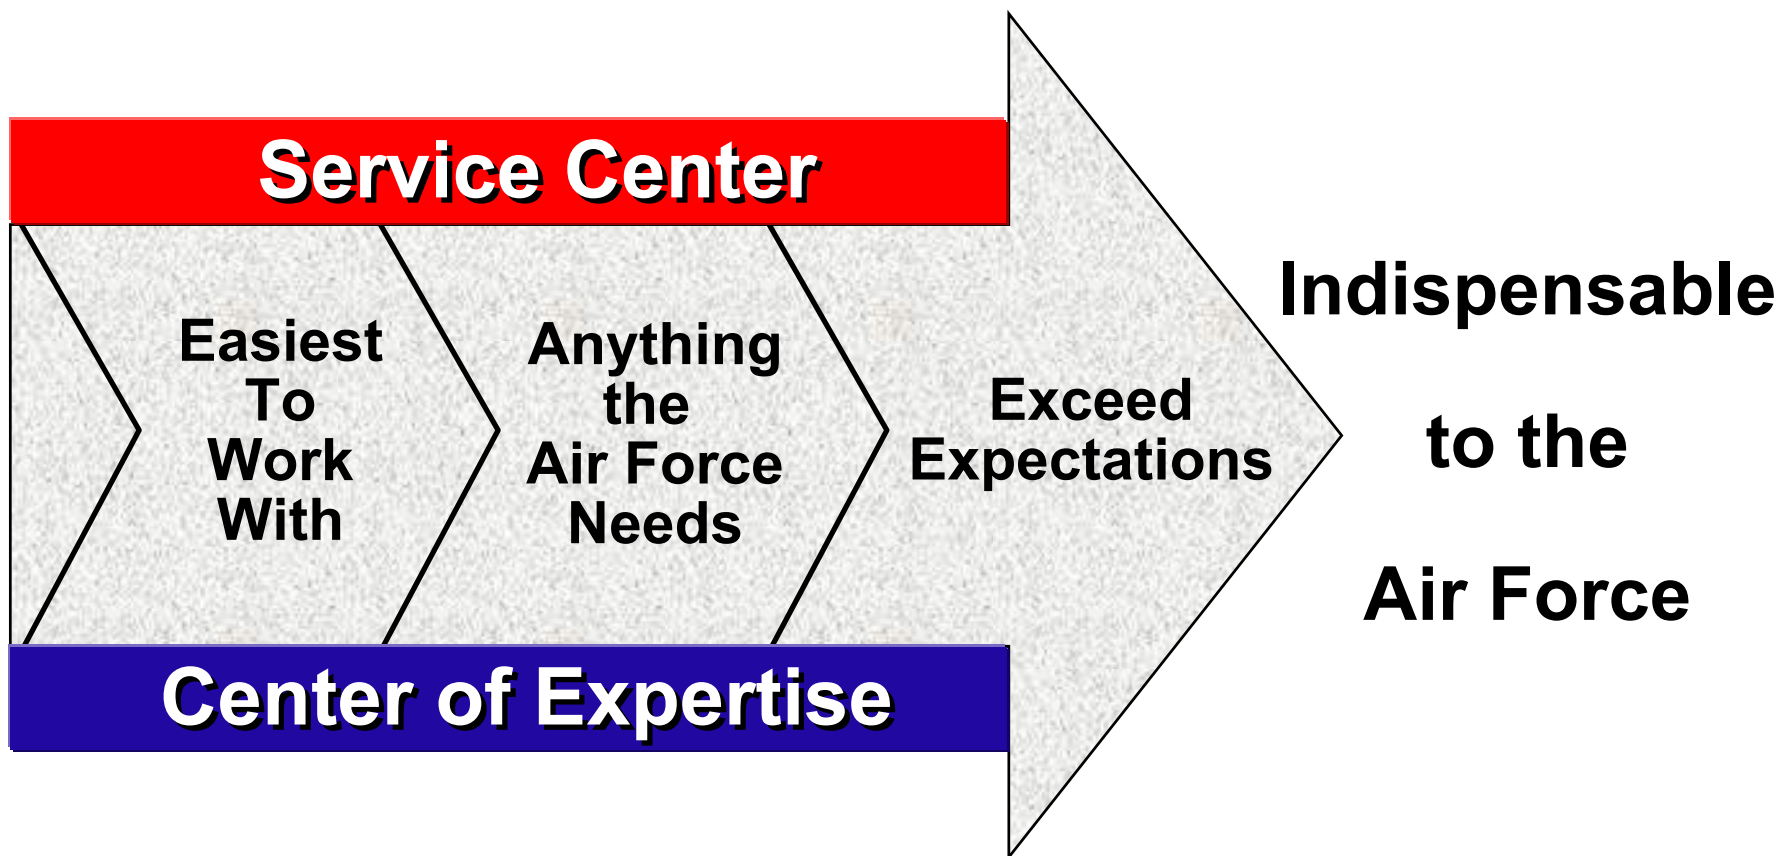 Service Center
Easiest
To
Work
With
Anything
the
Air Force
Needs
Exceed
Expectations
Center of Expertise
Indispensable
to the
Air Force